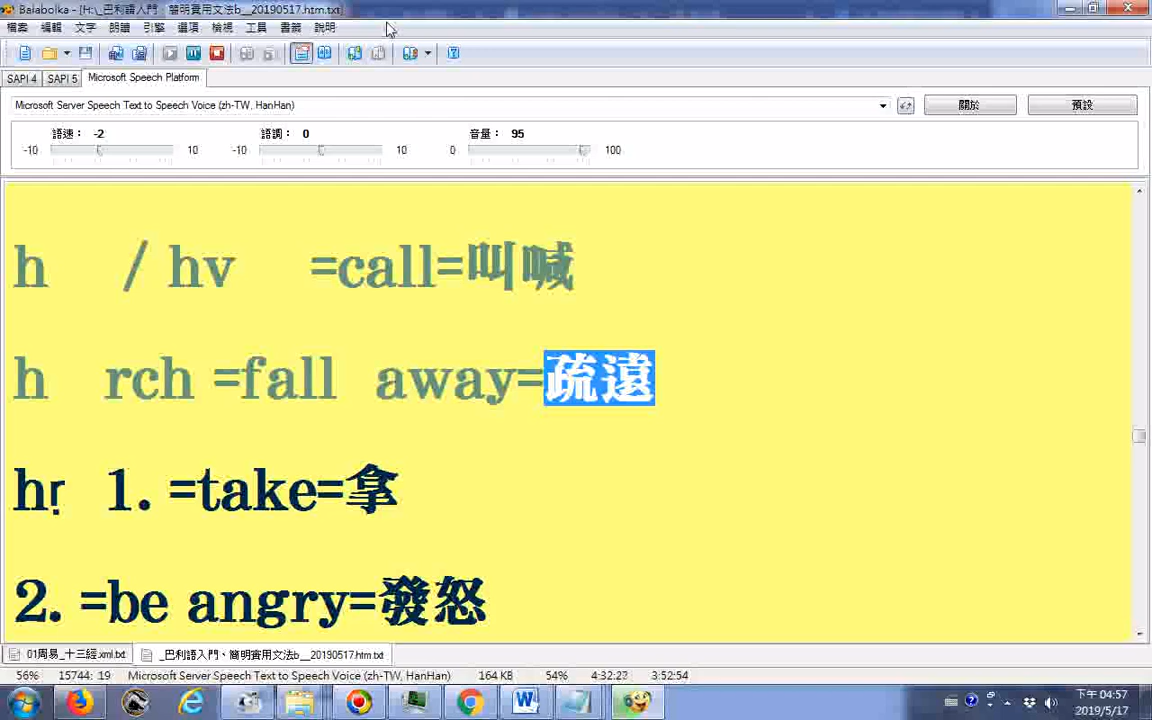 Balabolka - [H:\_巴利語入門、簡明實用文法b__20190517.htm.txt]
檔案 編輯 文字 朗讀 引擎 選項 檢視 工具 書籤 說明
SAPI 4 SAPI 5 Microsoft Speech Platform
Microsoft Server Speech Text to Speech Voice (zh-TW, HanHan) 關於 預設
語速： -2 語調： 0 音量： 95
-10 10 -10 10 0 100
h / hv =call=叫喊
h rch =fall away=疏遠
hṛ 1. =take=拿
2. =be angry=發怒
01周易_十三經.xml.txt _巴利語入門、簡明實用文法b__20190517.htm.txt
56% 15744: 19 Microsoft Server Speech Text to Speech Voice (zh-TW, HanHan) 164 KB 54% 4:32:22 3:52:54
下午 04:57
2019/5/17